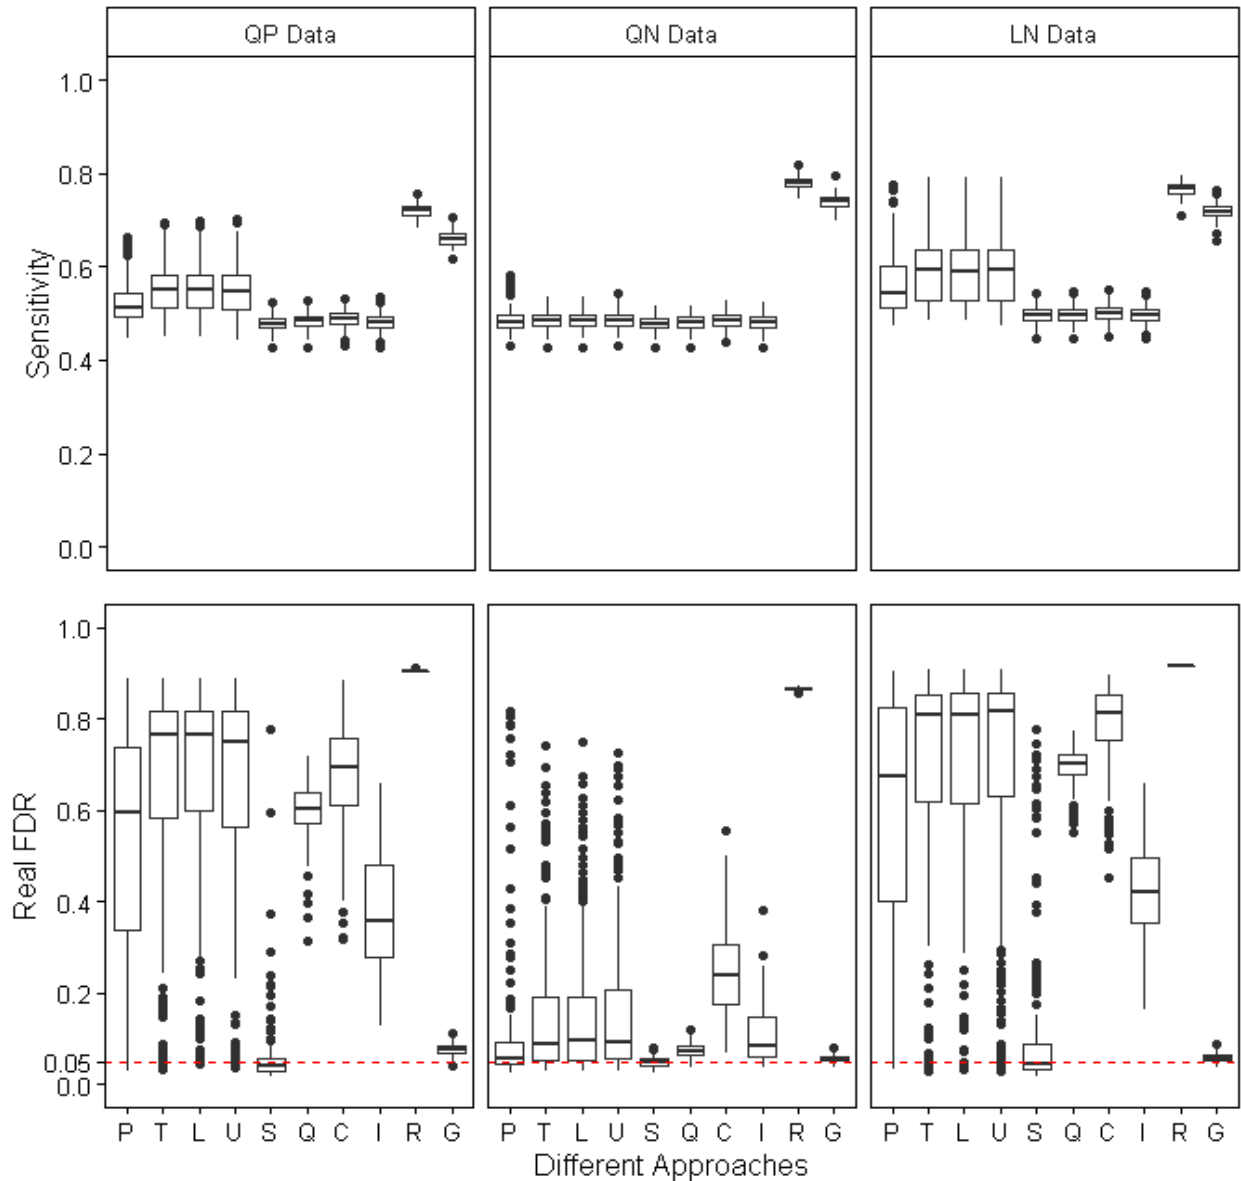 QP Data QN Data LN Data
1.0
0.8
0.6
0.4
0.2
0.0
Sensitivity
1.0
0.8
0.6
0.4
0.2
0.05
0.0
Real FDR
P T L U S Q C I R G P T L U S Q C I R G P T L U S Q C I R G
Different Approaches